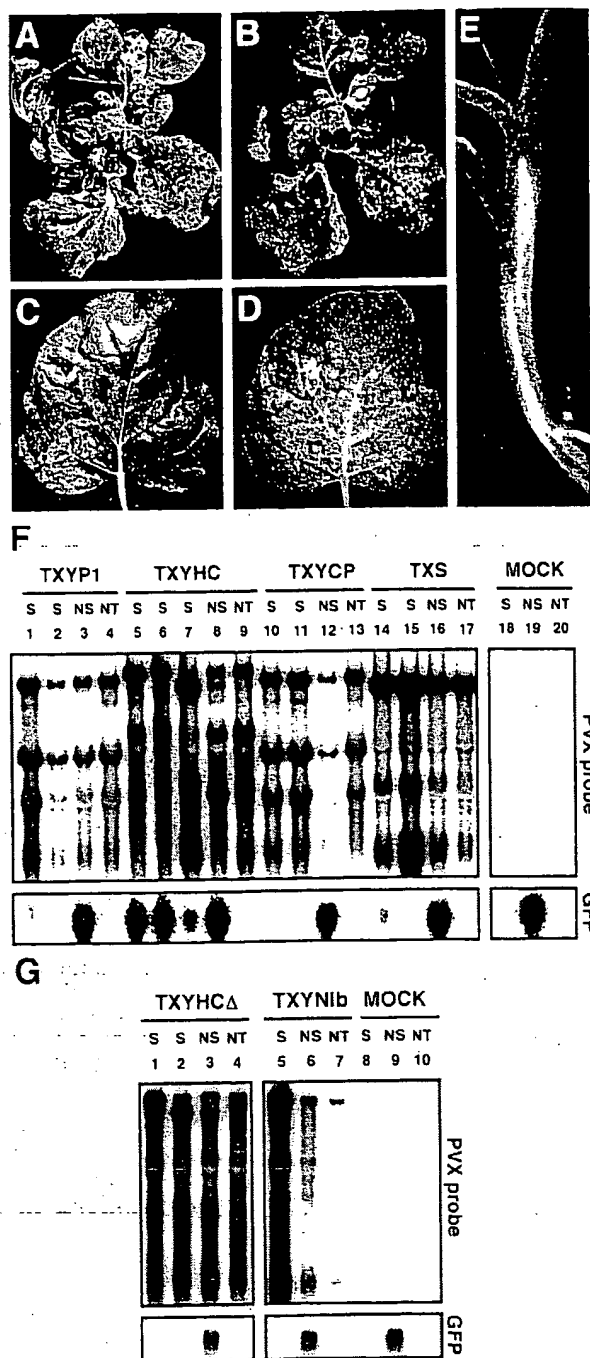 A B E
C D
F
TXYP1 TXYHC TXYCP TXS MOCK
S S NS NT S S S NS NT S S NS NT S S NS NT S NS NT
1 2 3 4 5 6 7 8 9 10 11 12 13 14 15 16 17 18 19 20
PVX probe
GFP
G
TXYHCΔ TXYNIb MOCK
S S NS NT S NS NT S NS NT
1 2 3 4 5 6 7 8 9 10
PVX probe
GFP